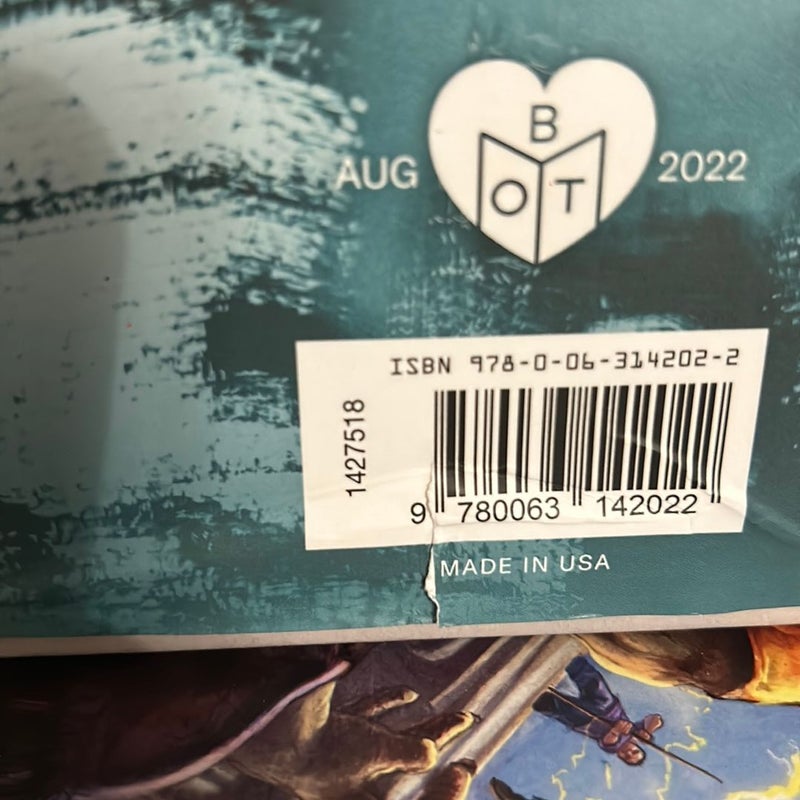 B
O T
AUG 2022
ISBN 978-0-06-314202-2
1427518
9 780063 142022
MADE IN USA